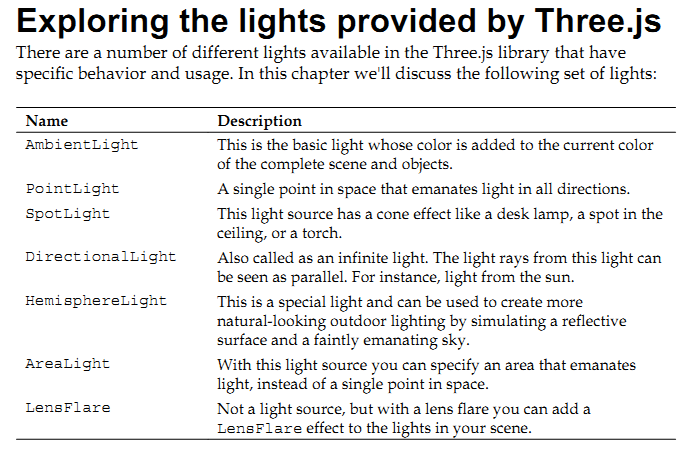 Exploring the lights provided by Three.js
There are a number of different lights available in the Three.js library that have
specific behavior and usage. In this chapter we'll discuss the following set of lights:
Name Description
AmbientLight This is the basic light whose color is added to the current color
of the complete scene and objects.
PointLight A single point in space that emanates light in all directions.
SpotLight This light source has a cone effect like a desk lamp, a spot in the
ceiling, or a torch.
DirectionalLight Also called as an infinite light. The light rays from this light can
be seen as parallel. For instance, light from the sun.
HemisphereLight This is a special light and can be used to create more
natural-looking outdoor lighting by simulating a reflective
surface and a faintly emanating sky.
AreaLight With this light source you can specify an area that emanates
light, instead of a single point in space.
LensFlare Not a light source, but with a lens flare you can add a
LensFlare effect to the lights in your scene.